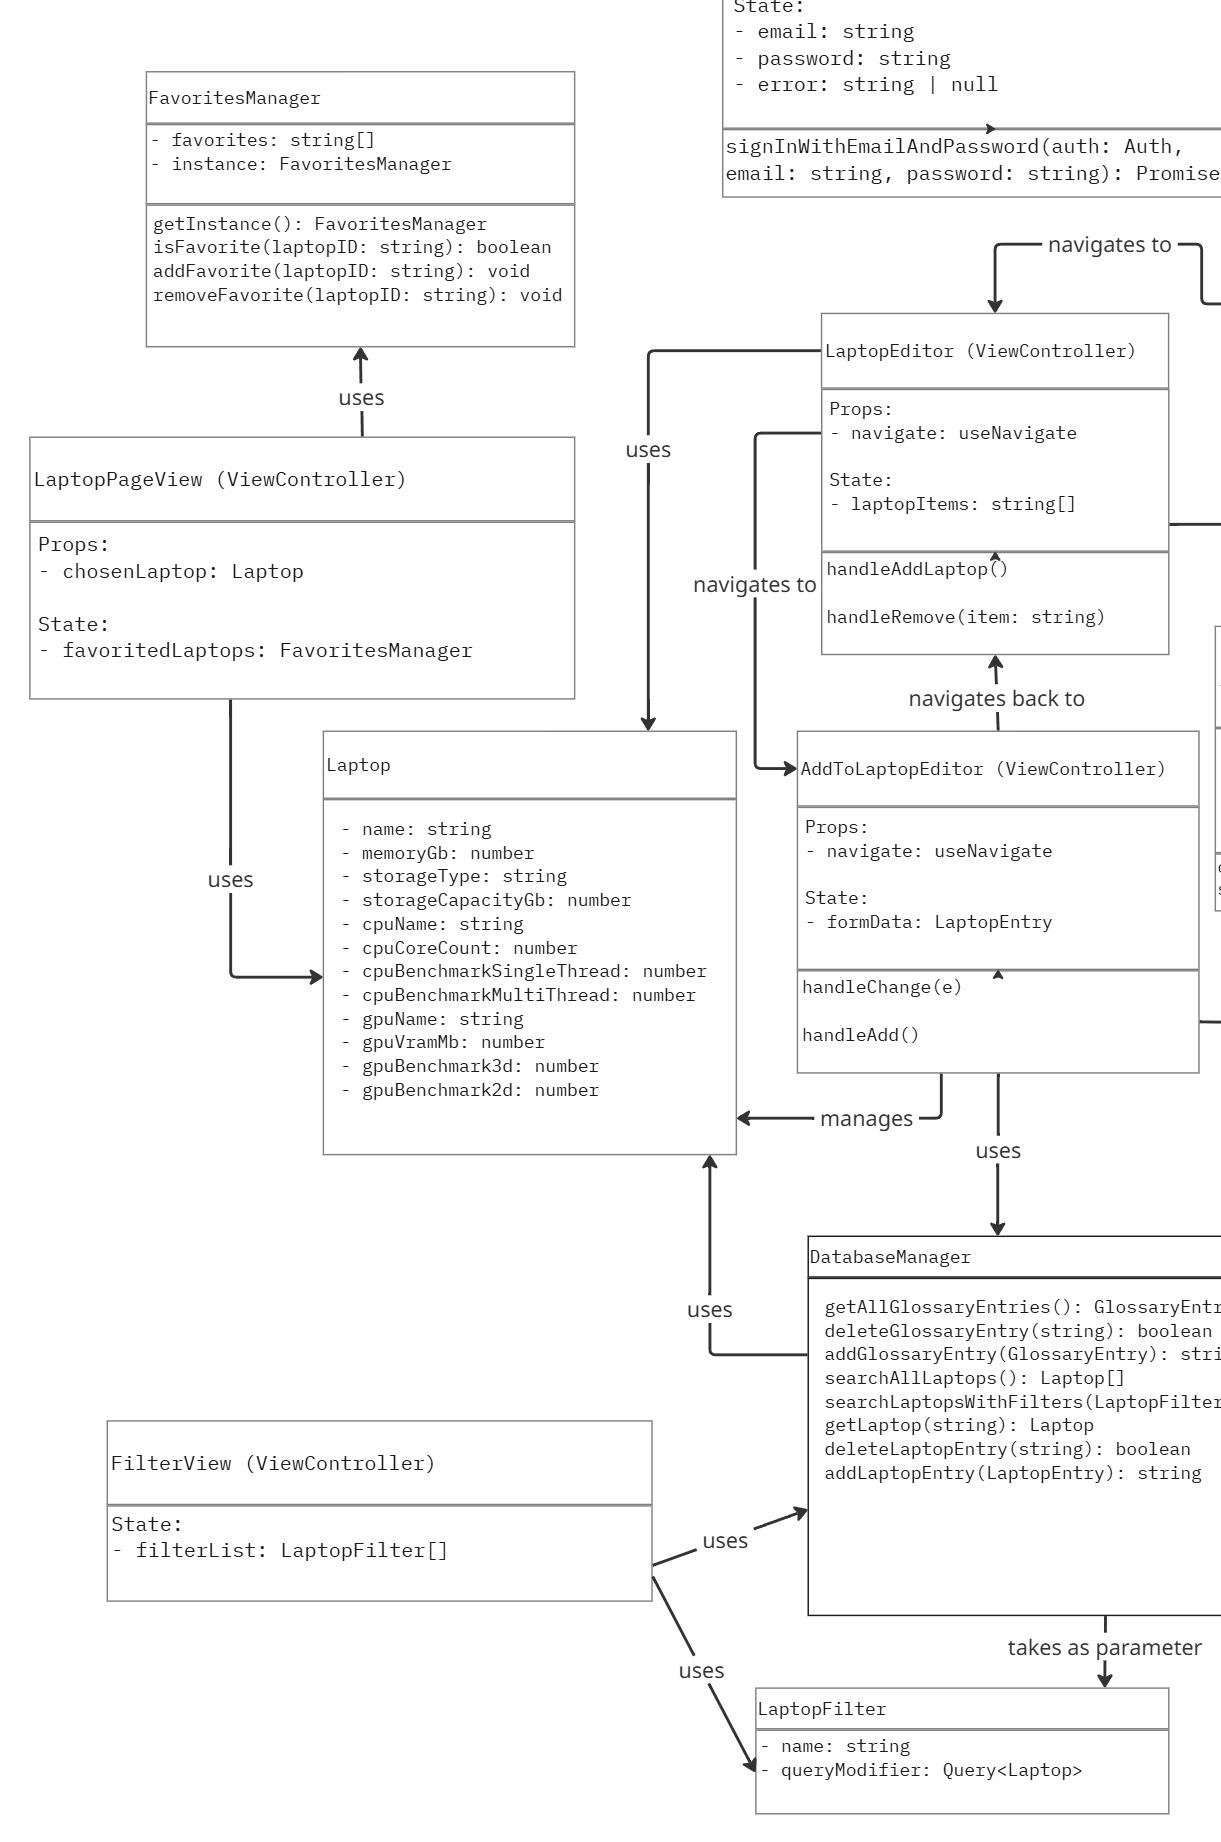 State:
- email: string
- password: string
- error: string | null
signInWithEmailAndPassword(auth: Auth,
email: string, password: string): Promise
FavoritesManager
- favorites: string[]
- instance: FavoritesManager
getInstance(): FavoritesManager
isFavorite(laptopID: string): boolean
addFavorite(laptopID: string): void
removeFavorite(laptopID: string): void
uses
navigates to
LaptopEditor (ViewController)
Props:
- navigate: useNavigate
State:
- laptopItems: string[]
handleAddLaptop()
handleRemove(item: string)
uses
navigates to
navigates back to
LaptopPageView (ViewController)
Props:
- chosenLaptop: Laptop
State:
- favoritedLaptops: FavoritesManager
uses
Laptop
- name: string
- memoryGb: number
- storageType: string
- storageCapacityGb: number
- cpuName: string
- cpuCoreCount: number
- cpuBenchmarkSingleThread: number
- cpuBenchmarkMultiThread: number
- gpuName: string
- gpuVramMb: number
- gpuBenchmark3d: number
- gpuBenchmark2d: number
AddToLaptopEditor (ViewController)
Props:
- navigate: useNavigate
State:
- formData: LaptopEntry
handleChange(e)
handleAdd()
manages
uses
uses
DatabaseManager
getAllGlossaryEntries(): GlossaryEntr
deleteGlossaryEntry(string): boolean
addGlossaryEntry(GlossaryEntry): stri
searchAllLaptops(): Laptop[]
searchLaptopsWithFilters(LaptopFilter
getLaptop(string): Laptop
deleteLaptopEntry(string): boolean
addLaptopEntry(LaptopEntry): string
FilterView (ViewController)
State:
- filterList: LaptopFilter[]
uses
uses
takes as parameter
LaptopFilter
- name: string
- queryModifier: Query<Laptop>